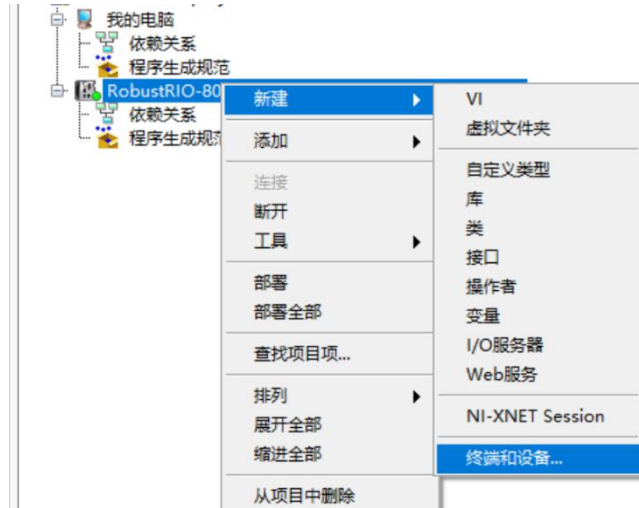 我的电脑
依赖关系
程序生成规范
RobustRIO-80
依赖关系
程序生成规范
新建
添加
连接
断开
工具
部署
部署全部
查找项目项...
排列
展开全部
缩进全部
从项目中删除
VI
虚拟文件夹
自定义类型
库
类
接口
操作者
变量
I/O服务器
Web服务
NI-XNET Session
终端和设备...